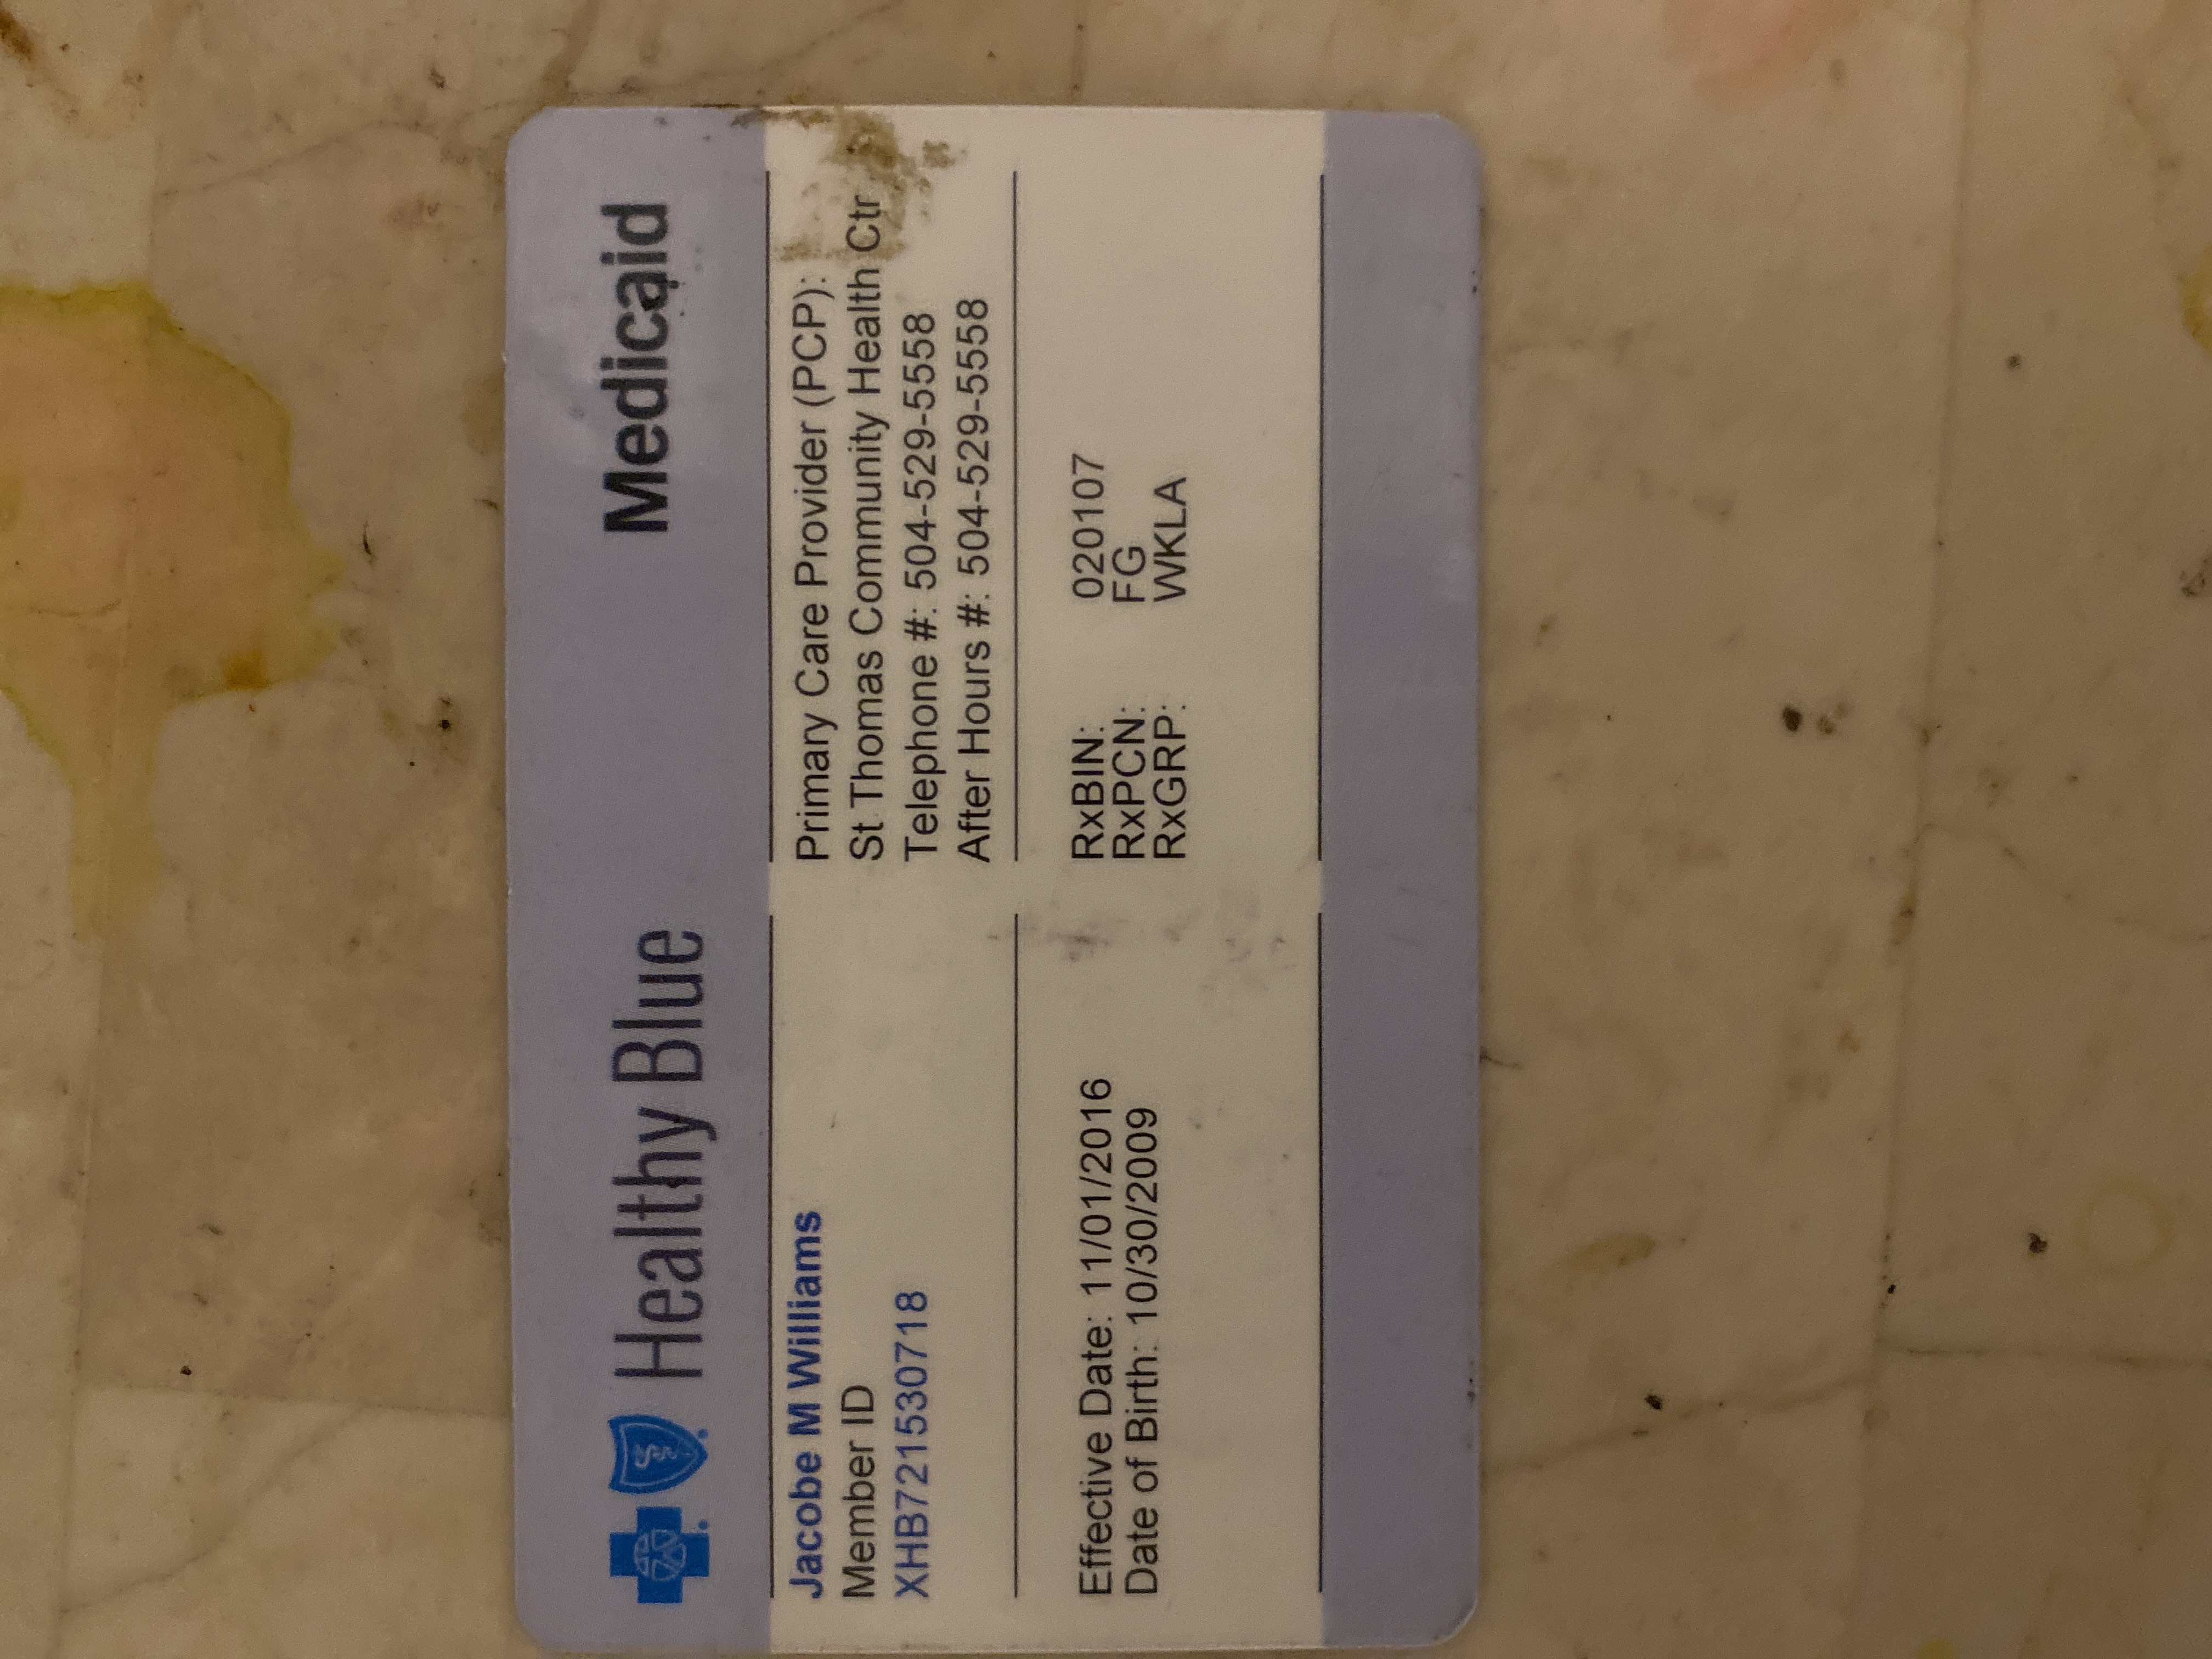 Healthy Blue
Medicaid
Jacobe M Williams
Member ID
XHB721530718
Effective Date: 11/01/2016
Date of Birth: 10/30/2009
Primary Care Provider (PCP):
St Thomas Community Health Ctr
Telephone #: 504-529-5558
After Hours #: 504-529-5558
RxBIN: 020107
RxPCN: FG
RxGRP: WKLA